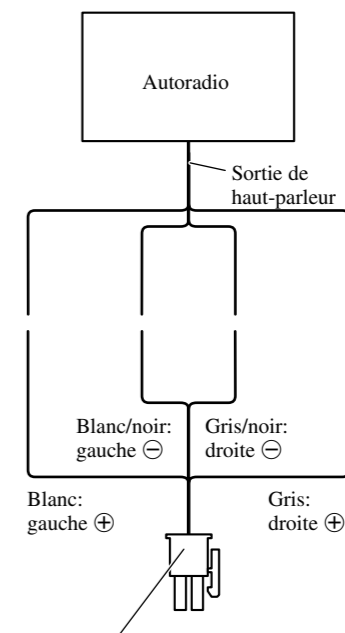 Autoradio
Sortie de
haut-parleur
Blanc/noir:
gauche ⊖
Gris/noir:
droite ⊖
Blanc:
gauche ⊕
Gris:
droite ⊕